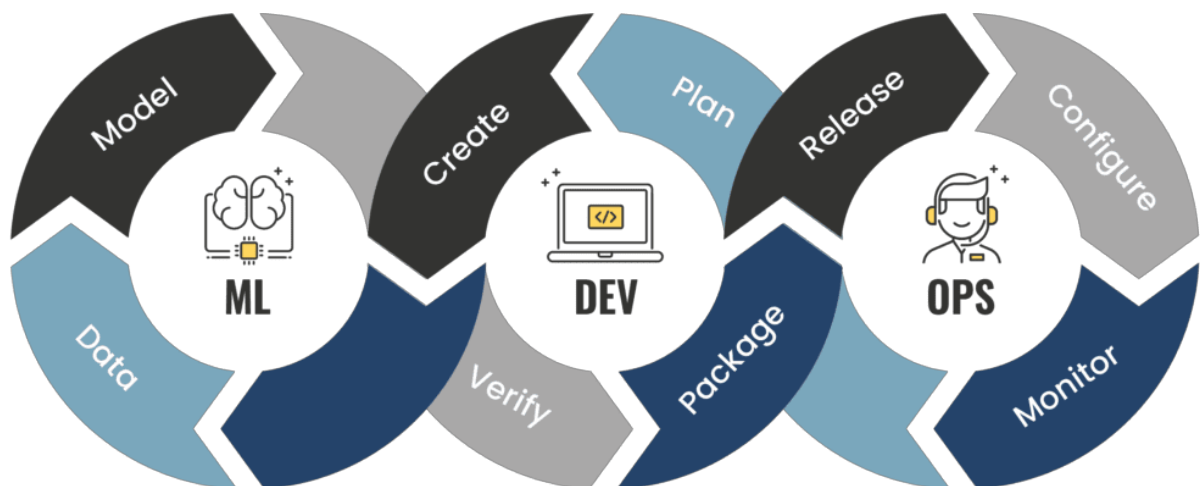 Model
Create
Plan
Release
Configure
</>
ML
DEV
OPS
Data
Verify
Package
Monitor